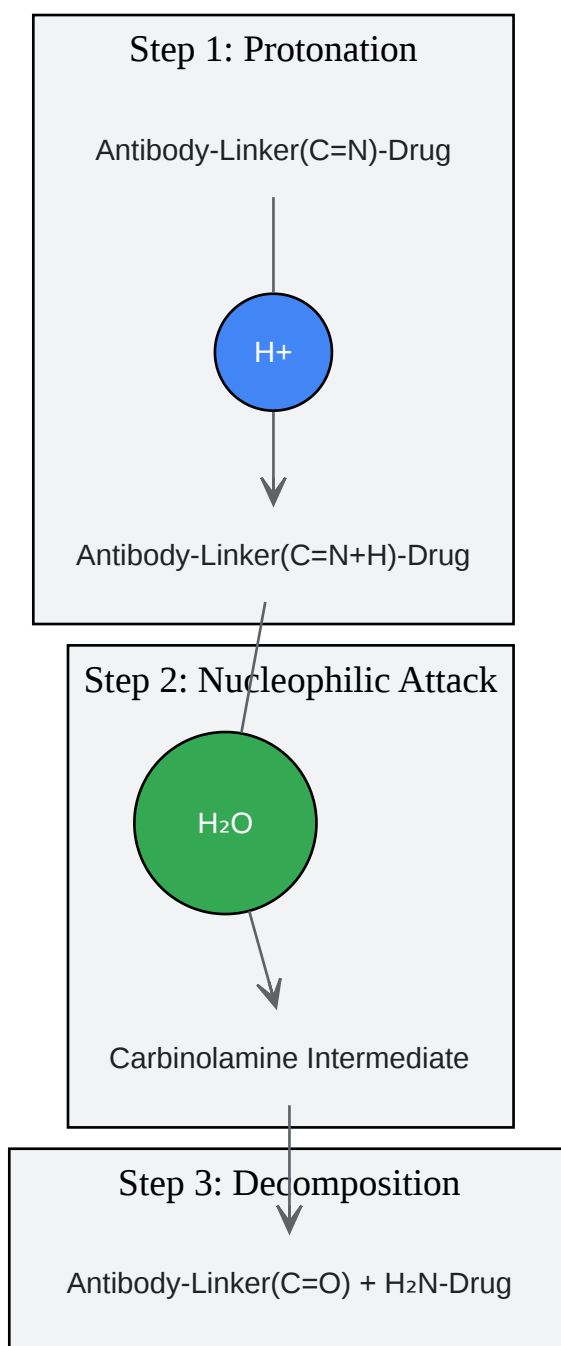 Step 1: Protonation
Antibody-Linker(C=N)-Drug
H+
Antibody-Linker(C=N+H)-Drug
Step 2: Nucleophilic Attack
H₂O
Carbinolamine Intermediate
Step 3: Decomposition
Antibody-Linker(C=O) + H₂N-Drug